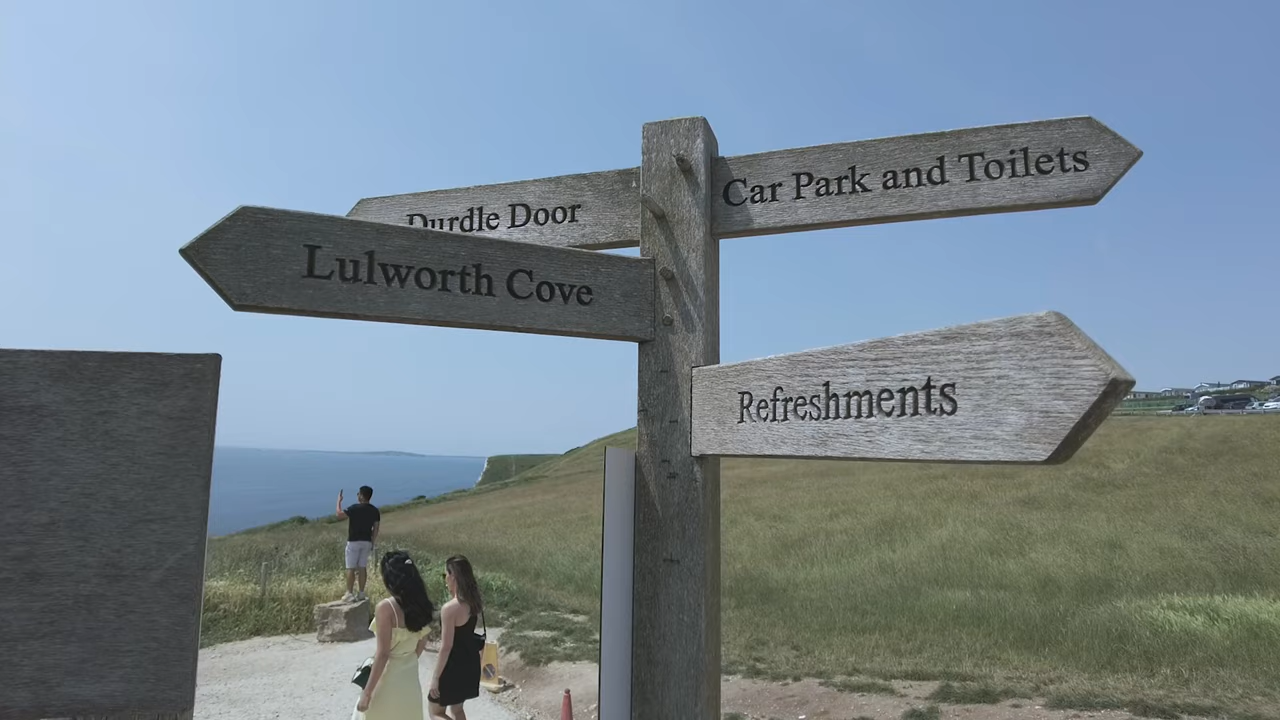 Durdle Door
Car Park and Toilets
Lulworth Cove
Refreshments